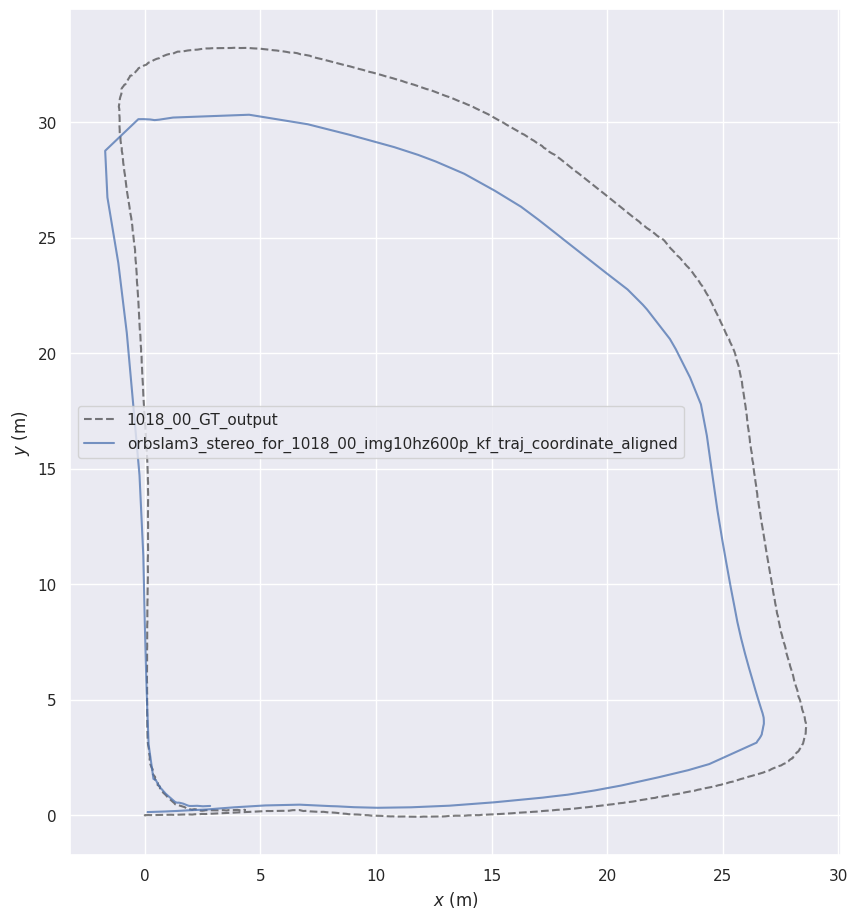 30
25
20
1018_00_GT_output
orbslam3_stereo_for_1018_00_img10hz600p_kf_traj_coordinate_aligned
15
10
5
0
y (m)
0 5 10 15 20 25 30
x (m)